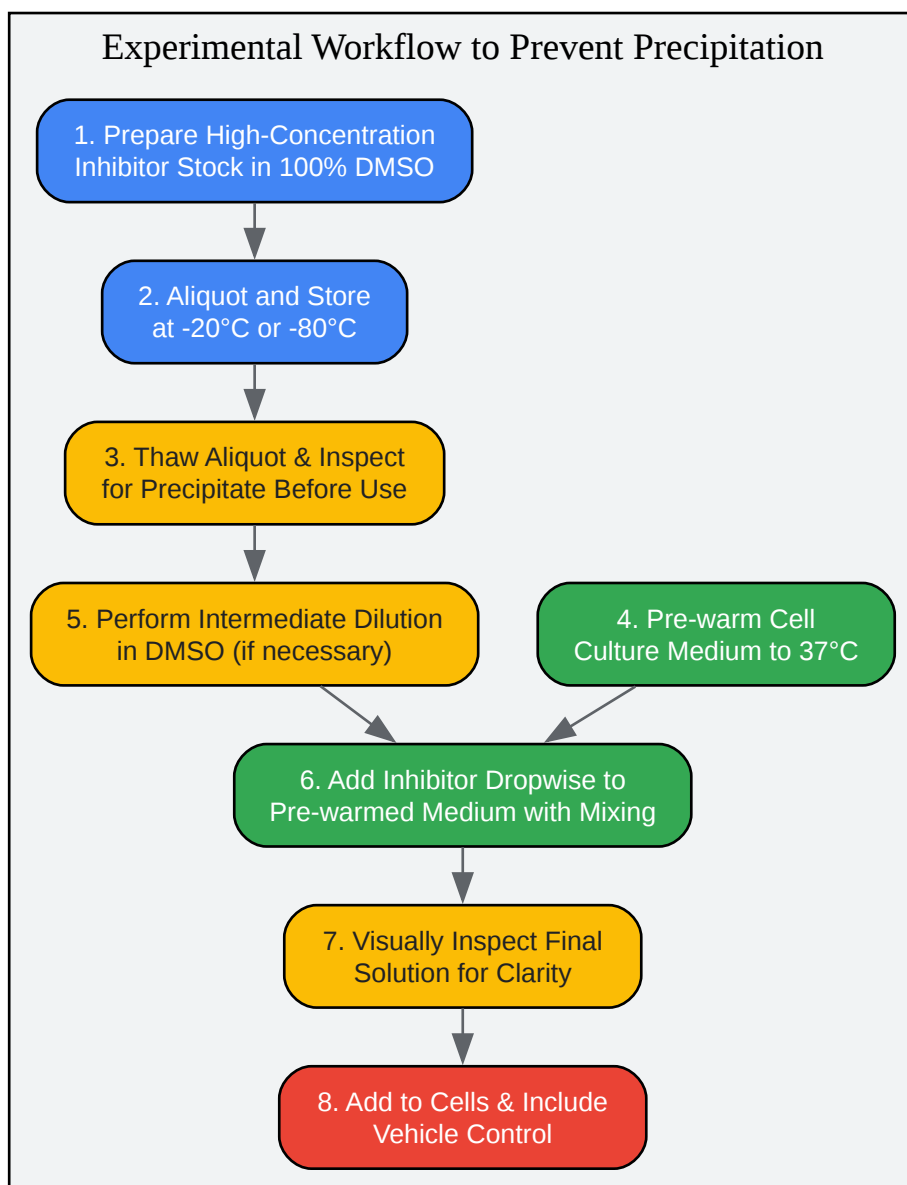 Experimental Workflow to Prevent Precipitation
1. Prepare High-Concentration
Inhibitor Stock in 100% DMSO
2. Aliquot and Store
at -20°C or -80°C
3. Thaw Aliquot & Inspect
for Precipitate Before Use
5. Perform Intermediate Dilution
in DMSO (if necessary)
4. Pre-warm Cell
Culture Medium to 37°C
6. Add Inhibitor Dropwise to
Pre-warmed Medium with Mixing
7. Visually Inspect Final
Solution for Clarity
8. Add to Cells & Include
Vehicle Control